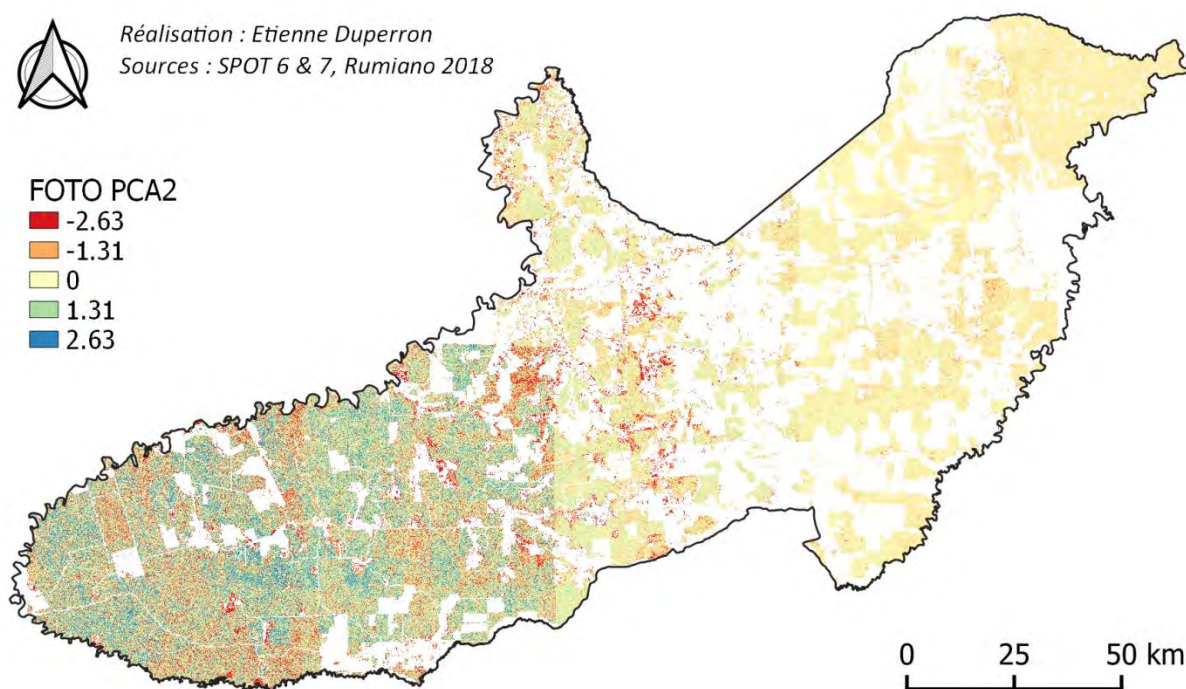 Réalisation : Etienne Duperron
Sources : SPOT 6 & 7, Rumiano 2018
FOTO PCA2
-2.63
-1.31
0
1.31
2.63
0 25 50 km